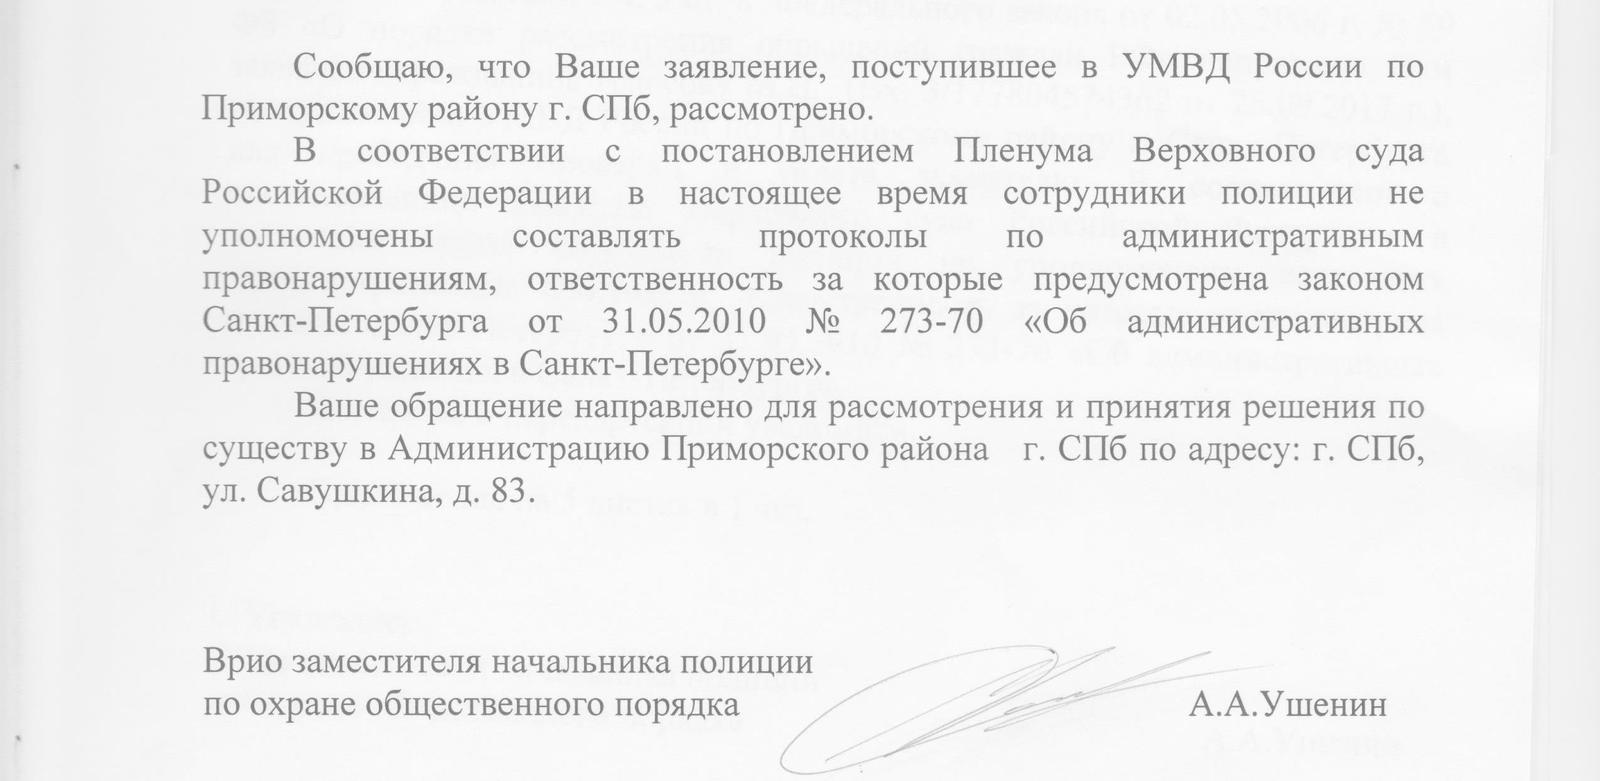 Сообщаю, что Ваше заявление, поступившее в УМВД России по
Приморскому району г. СПб, рассмотрено.
В соответствии с постановлением Пленума Верховного суда
Российской Федерации в настоящее время сотрудники полиции не
уполномочены составлять протоколы по административным
правонарушениям, ответственность за которые предусмотрена законом
Санкт-Петербурга от 31.05.2010 № 273-70 «Об административных
правонарушениях в Санкт-Петербурге».
Ваше обращение направлено для рассмотрения и принятия решения по
существу в Администрацию Приморского района г. СПб по адресу: г. СПб,
ул. Савушкина, д. 83.
Врио заместителя начальника полиции
по охране общественного порядка А.А.Ушенин